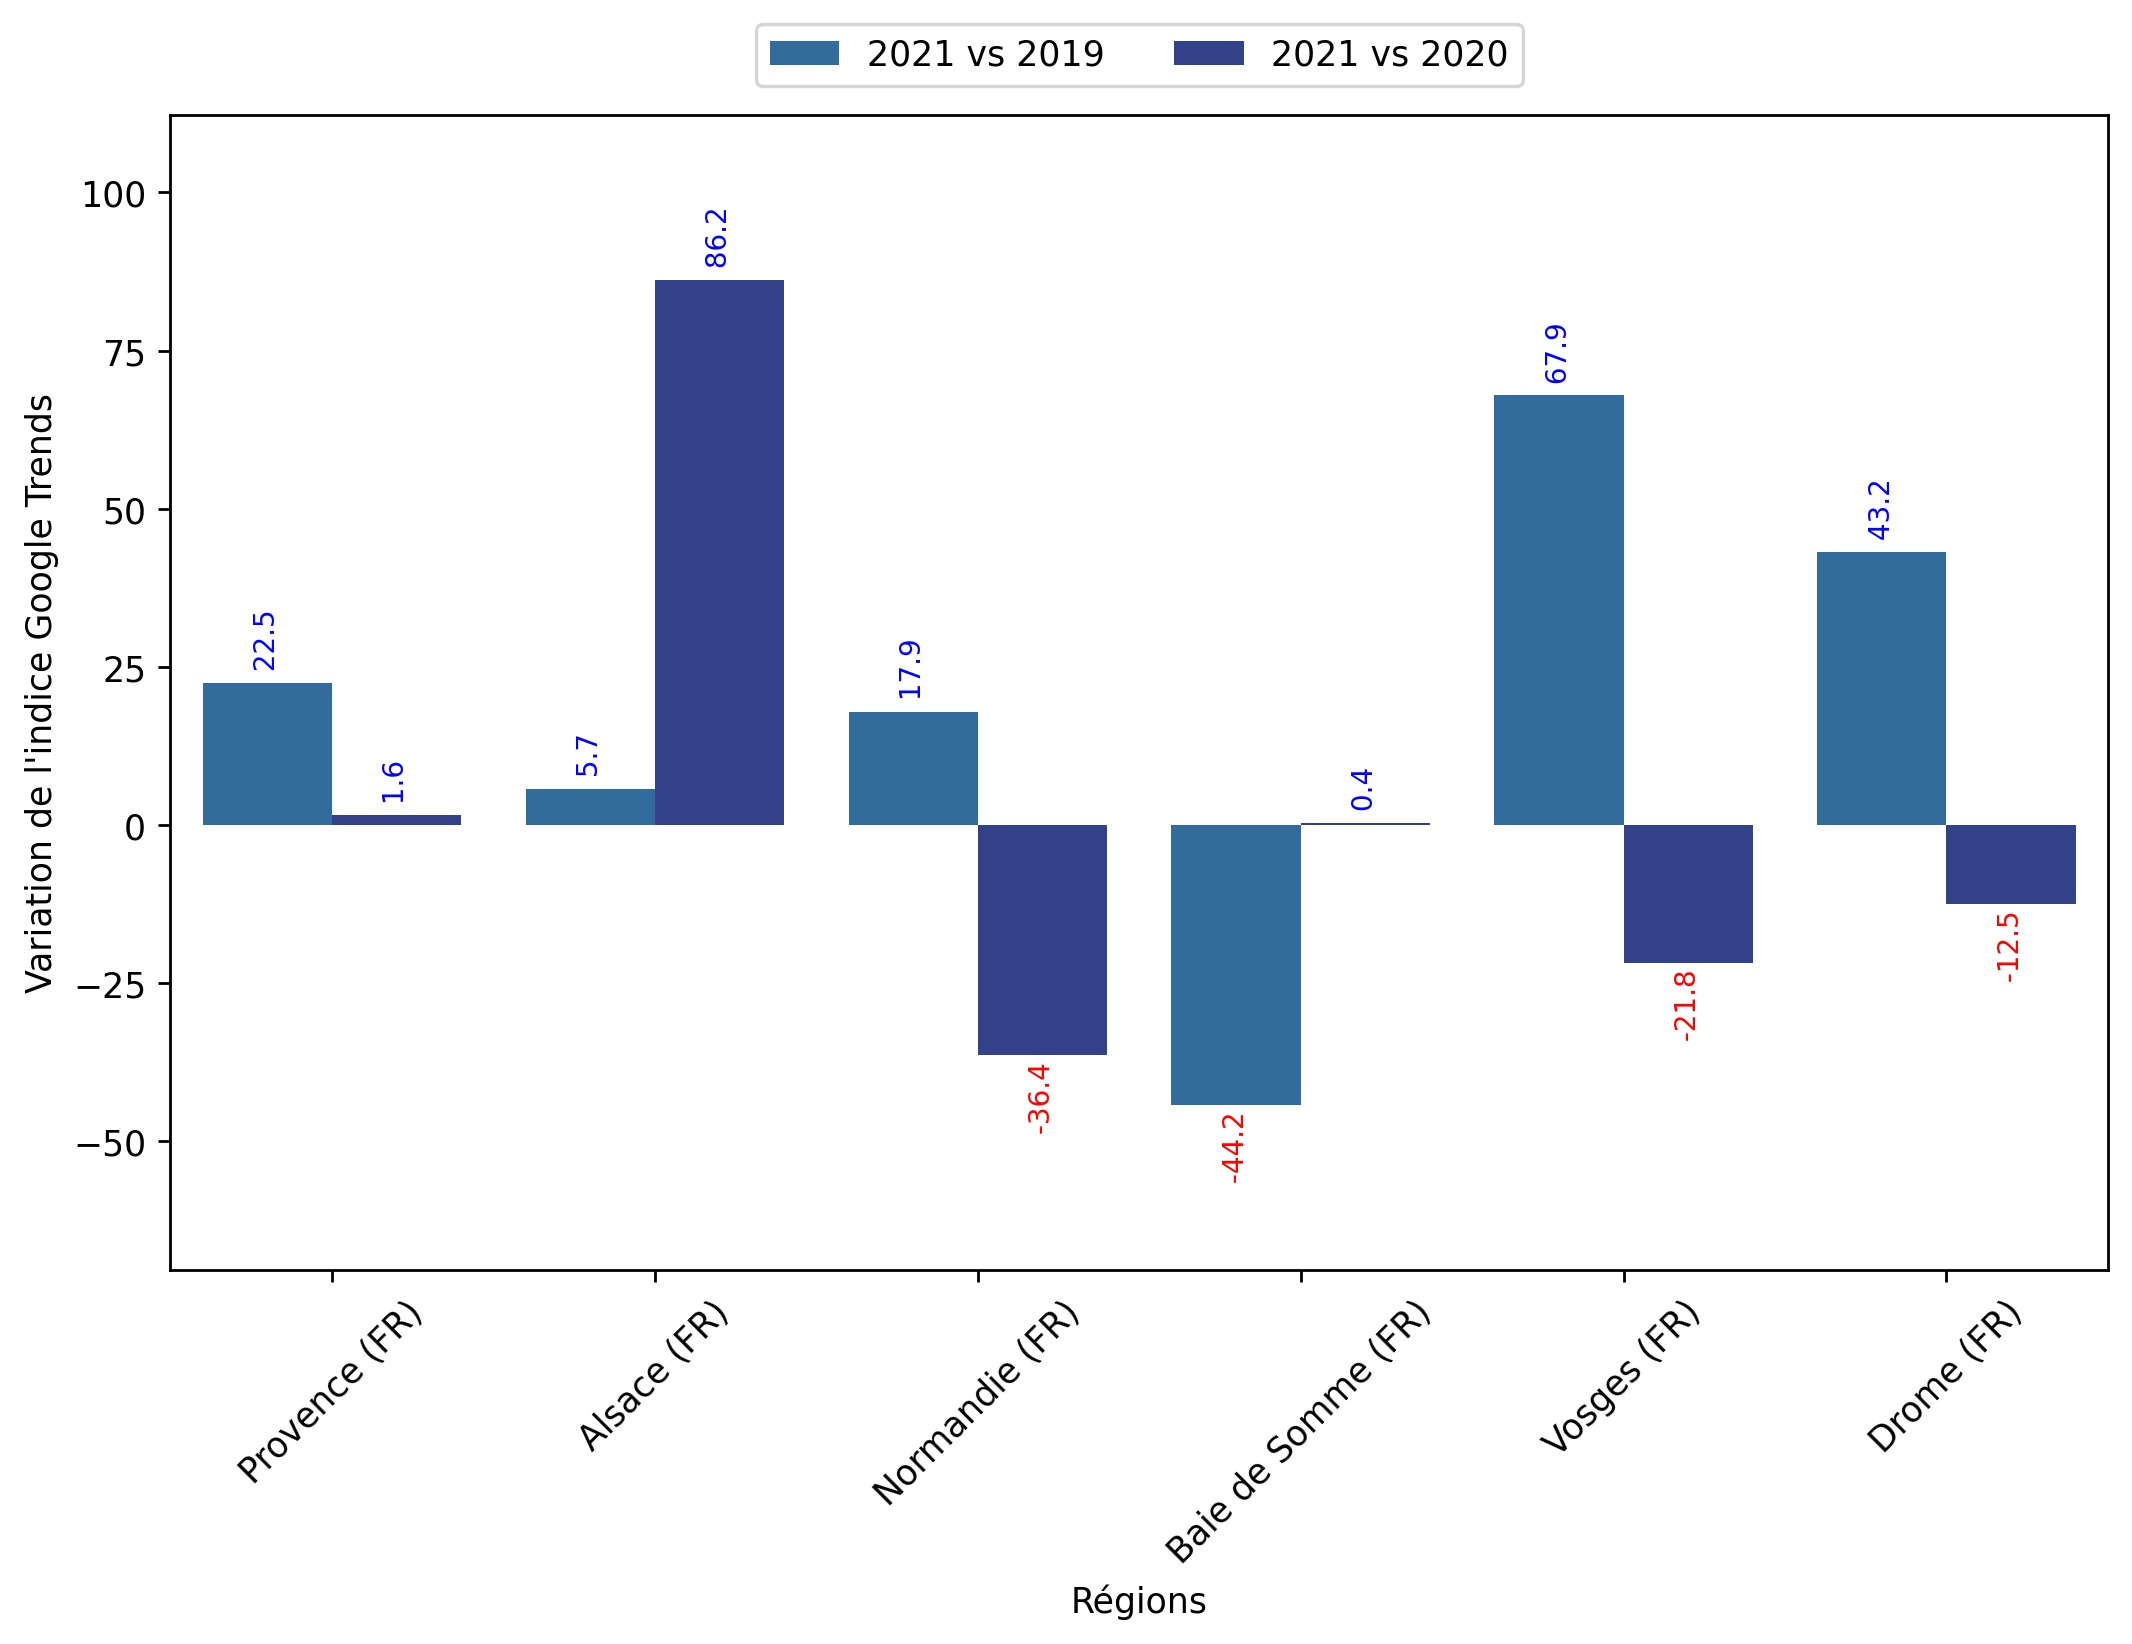 2021 vs 2019
2021 vs 2020
Variation de l'indice Google Trends
100
75
50
25
0
−25
−50
22.5
1.6
5.7
86.2
17.9
-36.4
-44.2
0.4
67.9
-21.8
43.2
-12.5
Provence (FR)
Alsace (FR)
Normandie (FR)
Baie de Somme (FR)
Vosges (FR)
Drome (FR)
Régions